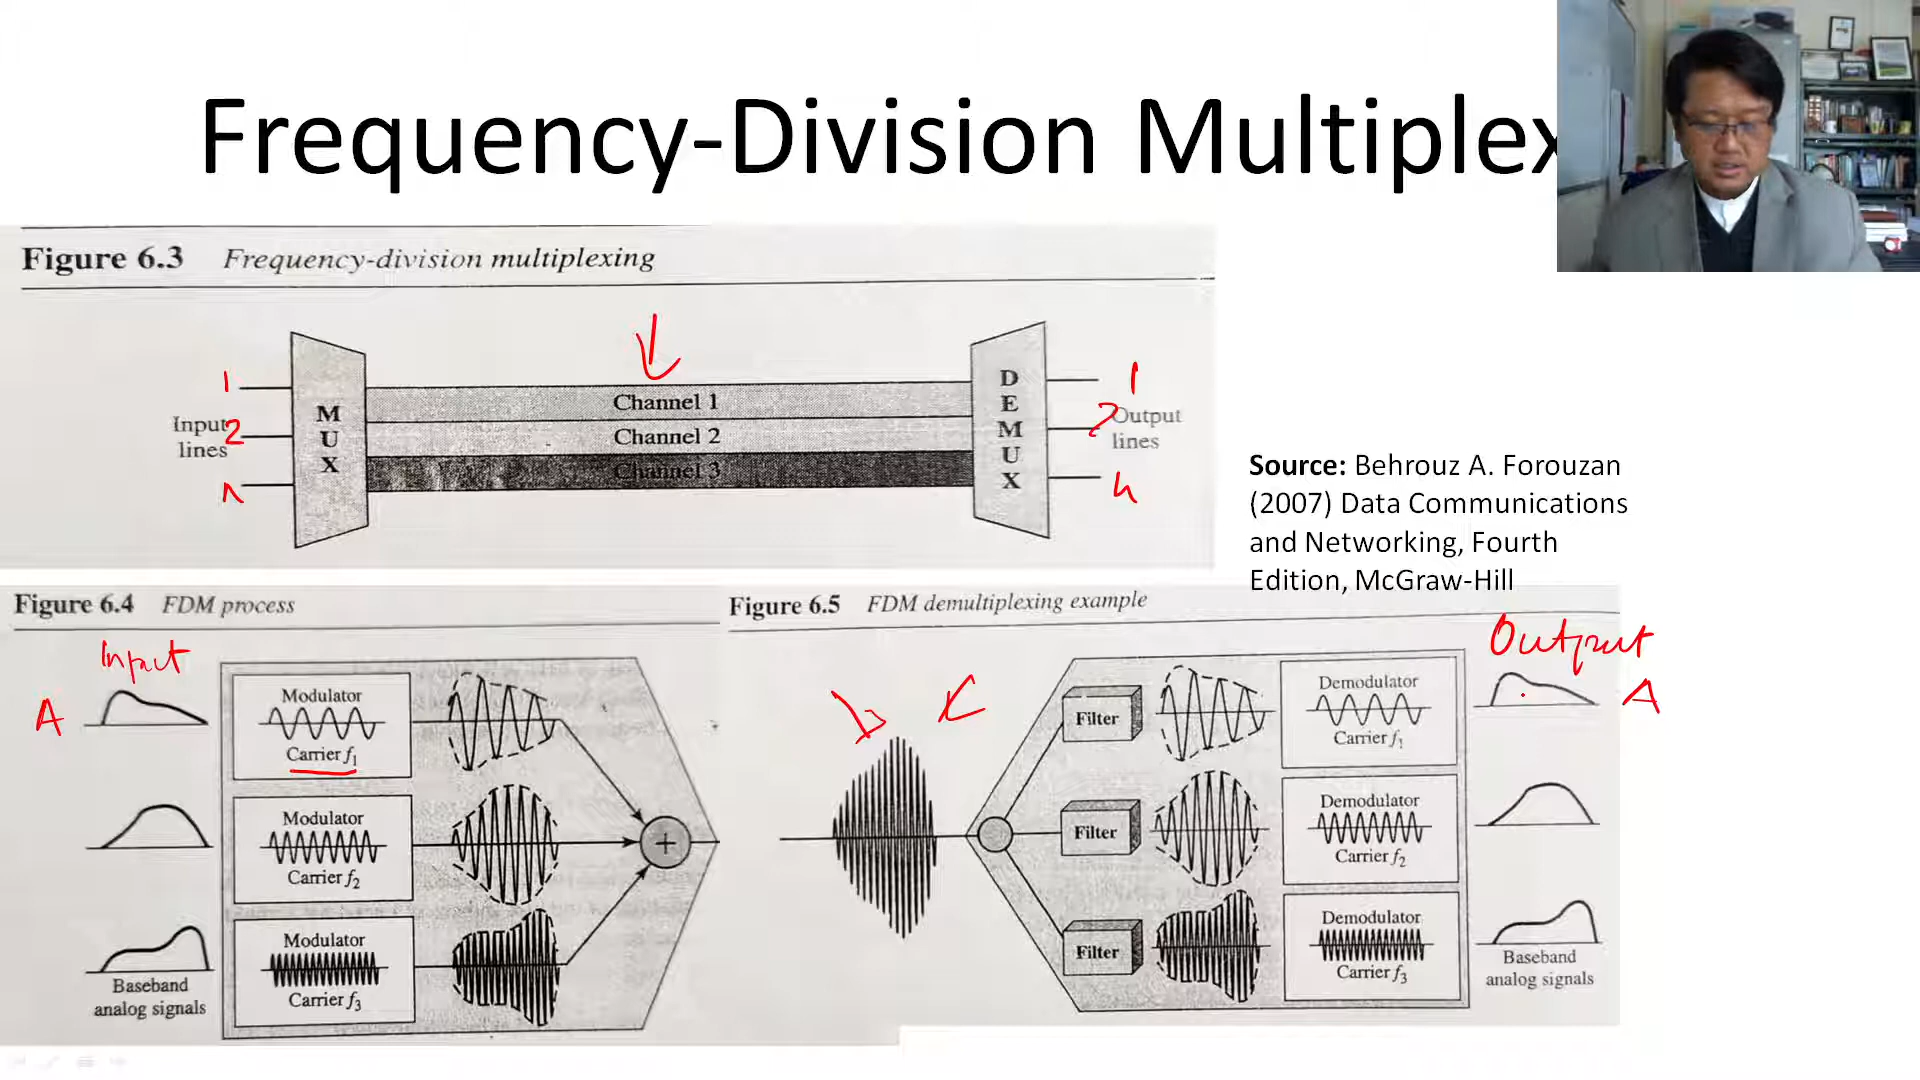 Frequency-Division Multiplex
Figure 6.3 Frequency-division multiplexing
1
2
n
Input
lines
M
U
X
Channel 1
Channel 2
Channel 3
D
E
M
U
X
1
2
n
Output
lines
Source: Behrouz A. Forouzan
(2007) Data Communications
and Networking, Fourth
Edition, McGraw-Hill
Figure 6.4 FDM process
Input
A
Modulator
Carrier f1
Modulator
Carrier f2
Modulator
Carrier f3
Baseband
analog signals
+
Figure 6.5 FDM demultiplexing example
Output
A
Filter
Demodulator
Carrier f1
Filter
Demodulator
Carrier f2
Filter
Demodulator
Carrier f3
Baseband
analog signals